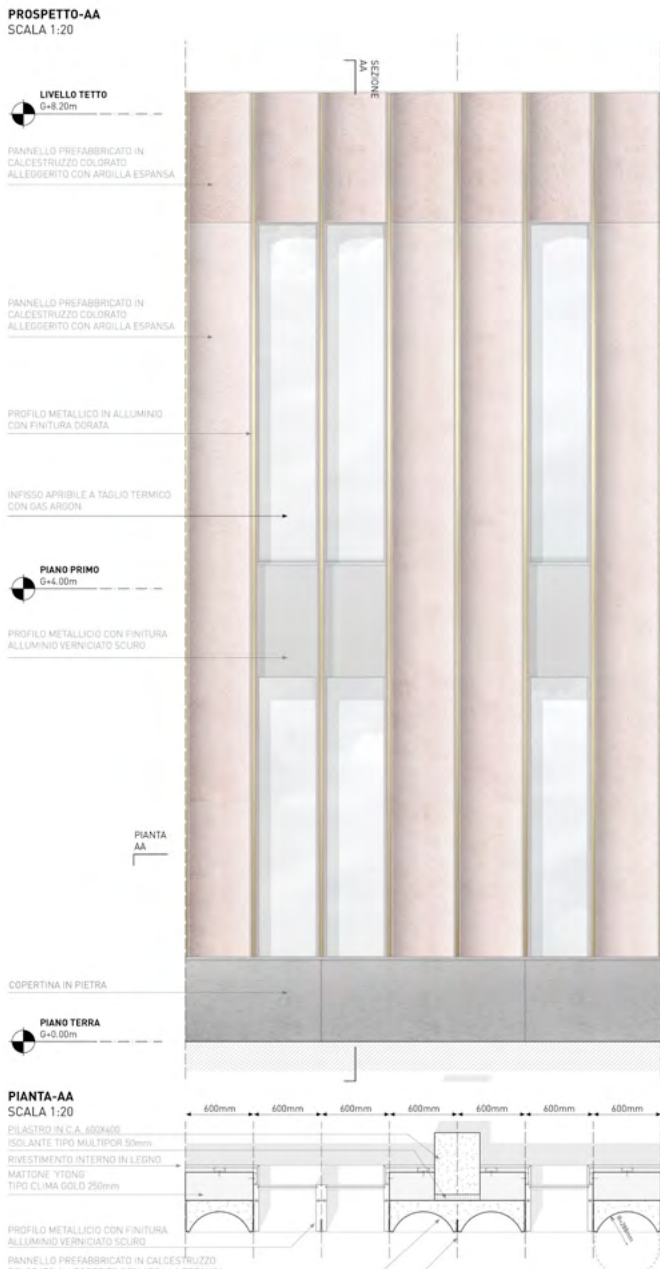 PROSPETTO-AA
SCALA 1:20
SEZIONE
AA
LIVELLO TETTO
G+8.20m
PANNELLO PREFABBRICATO IN
CALCESTRUZZO COLORATO
ALLEGGERITO CON ARGILLA ESPANSA
PANNELLO PREFABBRICATO IN
CALCESTRUZZO COLORATO
ALLEGGERITO CON ARGILLA ESPANSA
PROFILO METALLICO IN ALLUMINIO
CON FINITURA DORATA
INFISSO APRIBILE A TAGLIO TERMICO
CON GAS ARGON
PIANO PRIMO
G+4.00m
PROFILO METALLICIO CON FINITURA
ALLUMINIO VERNICIATO SCURO
PIANTA
AA
COPERTINA IN PIETRA
PIANO TERRA
G+0.00m
PIANTA-AA
SCALA 1:20
600mm 600mm 600mm 600mm 600mm 600mm 600mm
PILASTRO IN C.A. 600X400
ISOLANTE TIPO MULTIPOR 50mm
RIVESTIMENTO INTERNO IN LEGNO
MATTONE YTONG
TIPO CLIMA GOLD 250mm
PROFILO METALLICO CON FINITURA
ALLUMINIO VERNICIATO SCURO
PANNELLO PREFABBRICATO IN CALCESTRUZZO